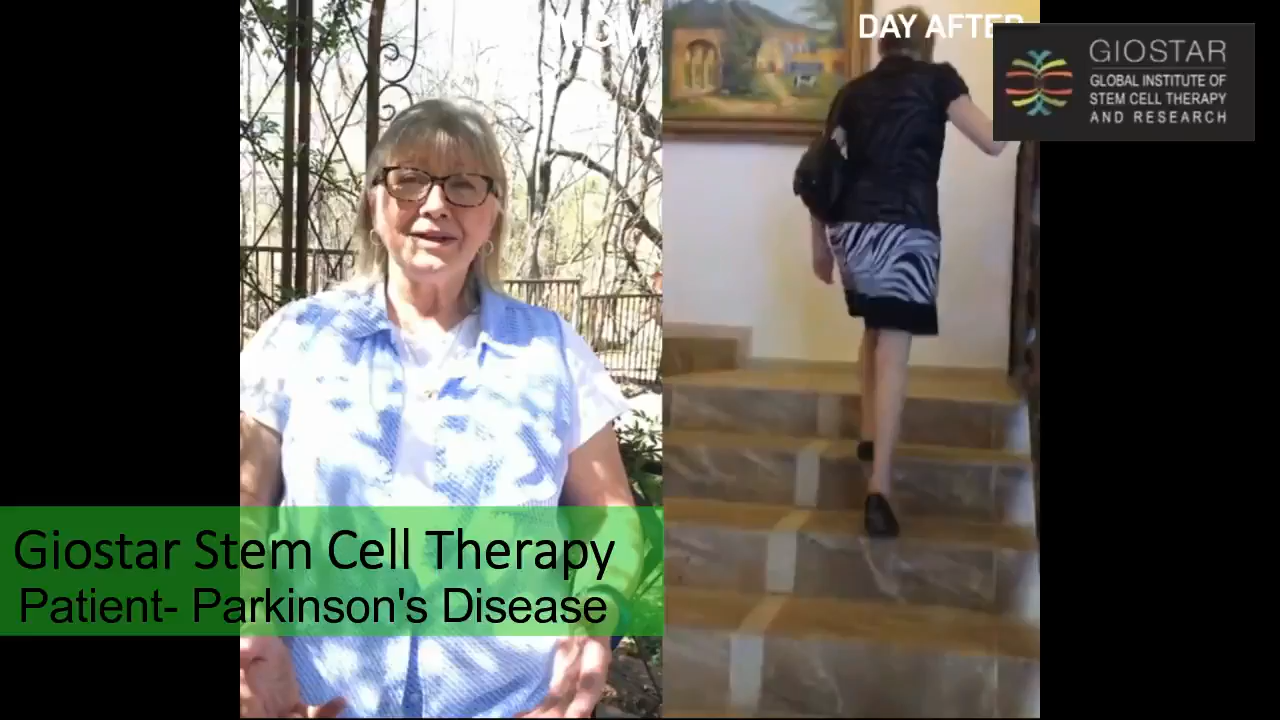 DAY AFTER
GIOSTAR
GLOBAL INSTITUTE OF
STEM CELL THERAPY
AND RESEARCH
Giostar Stem Cell Therapy
Patient- Parkinson's Disease